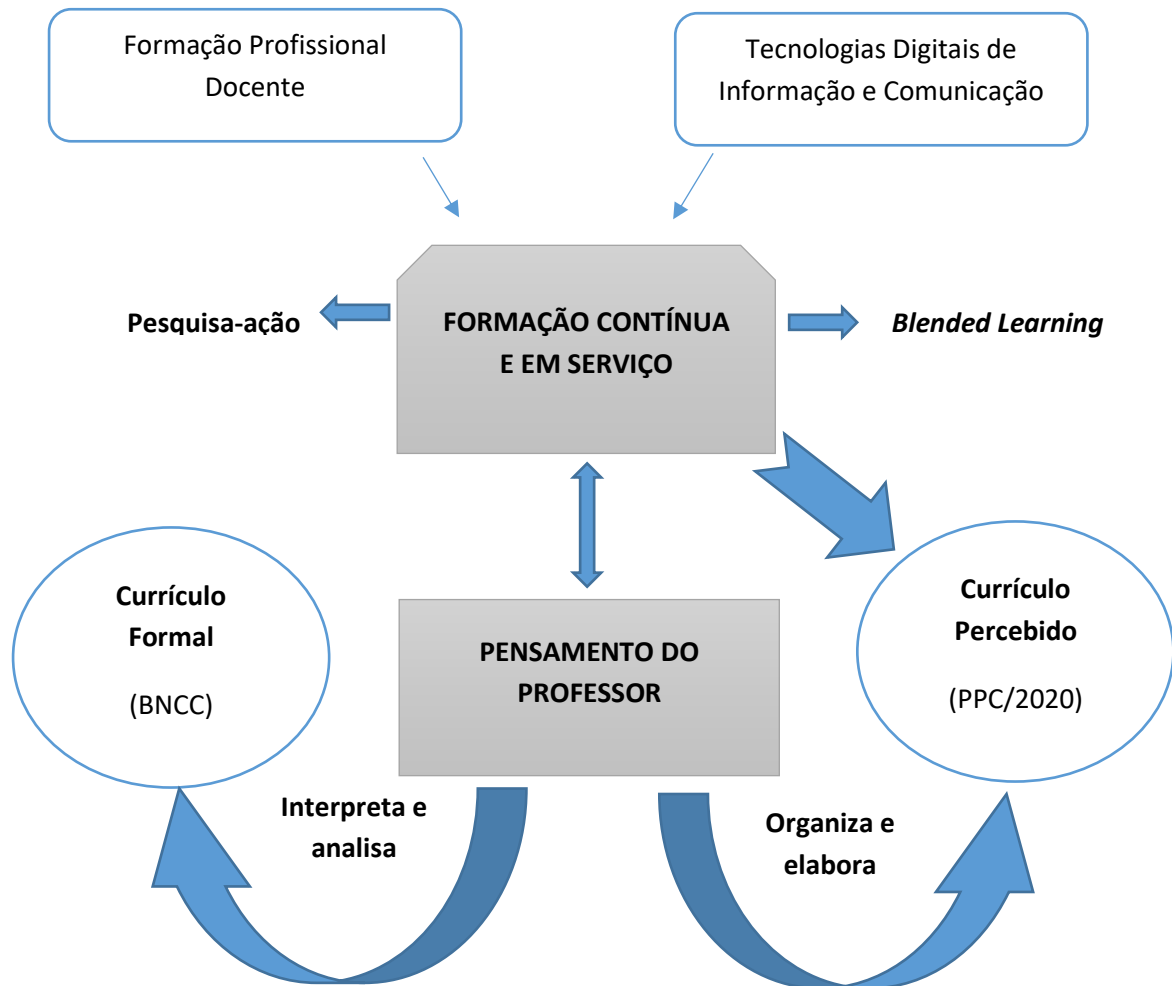 Formação Profissional
Docente
Tecnologias Digitais de
Informação e Comunicação
Pesquisa-ação
FORMAÇÃO CONTÍNUA
E EM SERVIÇO
Blended Learning
Currículo
Formal
(BNCC)
PENSAMENTO DO
PROFESSOR
Currículo
Percebido
(PPC/2020)
Interpreta e
analisa
Organiza e
elabora